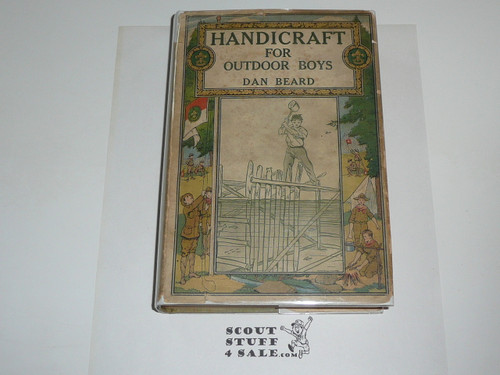 HANDICRAFT
FOR
OUTDOOR BOYS
DAN BEARD
SCOUT
STUFF
4 SALE.COM